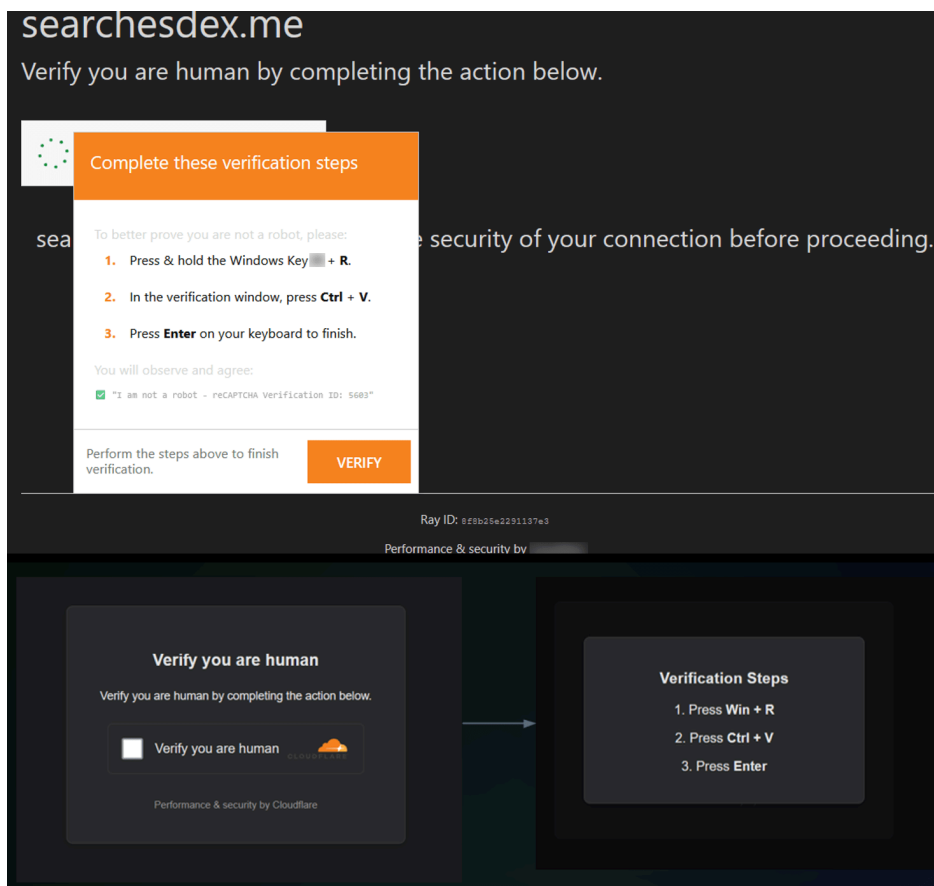 searchesdex.me
Verify you are human by completing the action below.
Complete these verification steps
To better prove you are not a robot, please:
sea
security of your connection before proceeding.
1. Press & hold the Windows Key + R.
2. In the verification window, press Ctrl + V.
3. Press Enter on your keyboard to finish.
You will observe and agree:
✅ "I am not a robot - reCAPTCHA Verification ID: 5603"
Perform the steps above to finish
verification.
VERIFY
Ray ID: 8f8b25e2291137e3
Performance & security by
Verify you are human
Verify you are human by completing the action below.
Verify you are human
CLOUDFLARE
Performance & security by Cloudflare
Verification Steps
1. Press Win + R
2. Press Ctrl + V
3. Press Enter